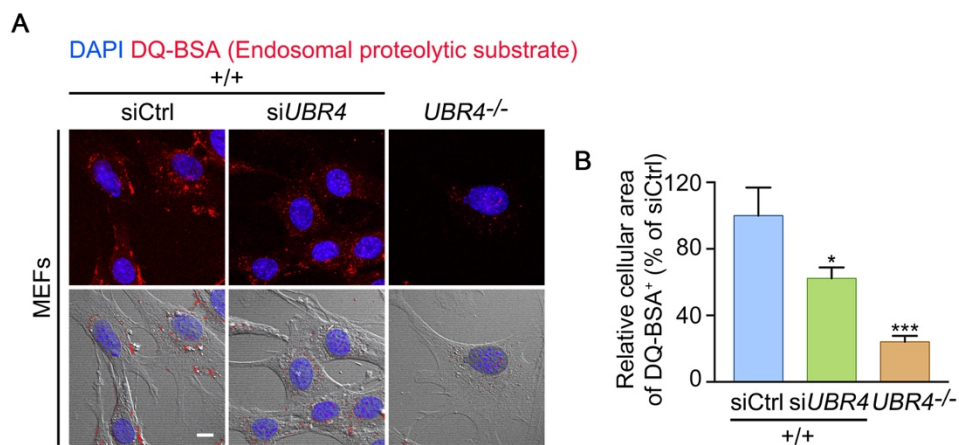 A
DAPI DQ-BSA (Endosomal proteolytic substrate)
+/+
siCtrl siUBR4 UBR4-/-
MEFs
B
Relative cellular area
of DQ-BSA+ (% of siCtrl)
120
80
40
0
*
***
siCtrl siUBR4 UBR4-/-
+/+